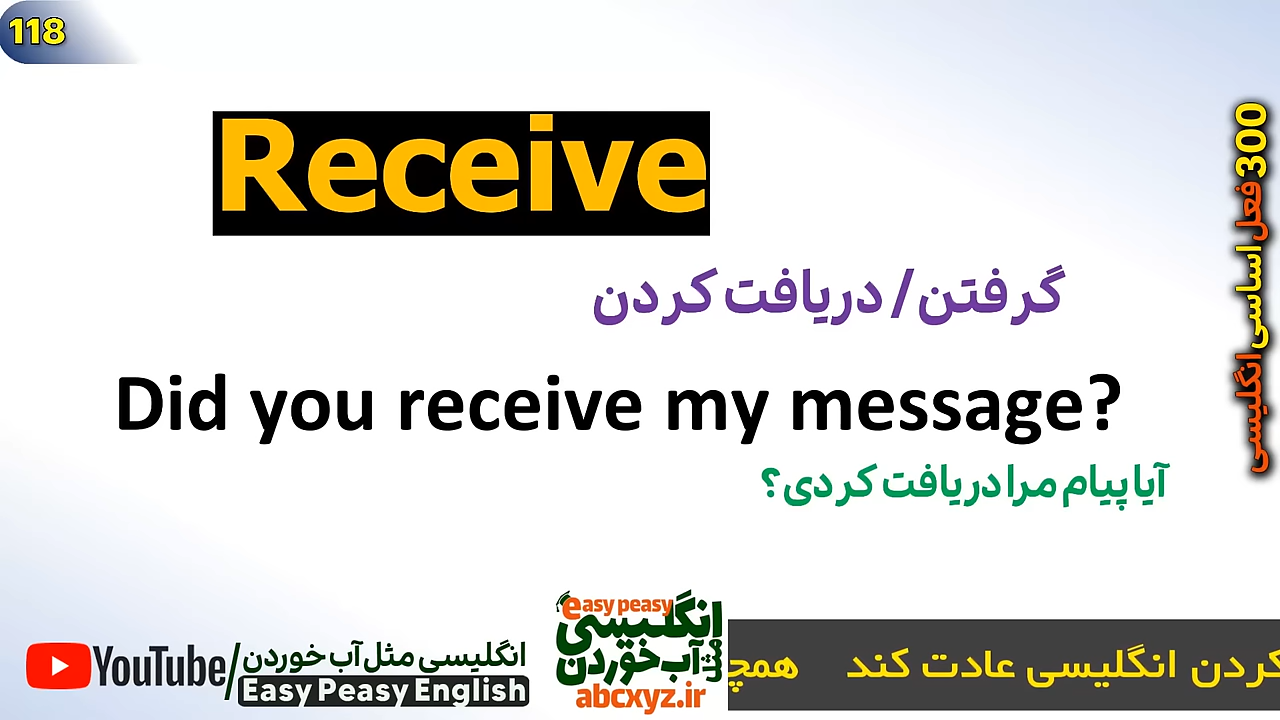 118
Receive
گرفتن / دریافت کردن
Did you receive my message?
آیا پیام مرا دریافت کردی؟
300 فعل اساسی انگلیسی
YouTube/انگلیسی مثل آب خوردن
Easy Peasy English
easy peasy
انگلیسی
مثل آب خوردن
abcxyz.ir
کردن انگلیسی عادت کند